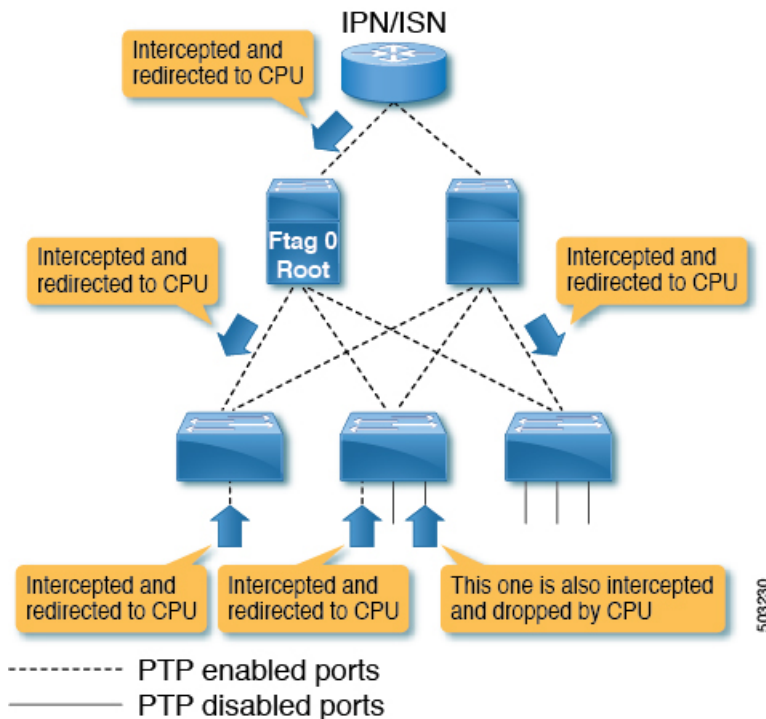 IPN/ISN
Intercepted and
redirected to CPU
Ftag 0
Root
Intercepted and
redirected to CPU
Intercepted and
redirected to CPU
Intercepted and
redirected to CPU
Intercepted and
redirected to CPU
This one is also intercepted
and dropped by CPU
503230
PTP enabled ports
PTP disabled ports